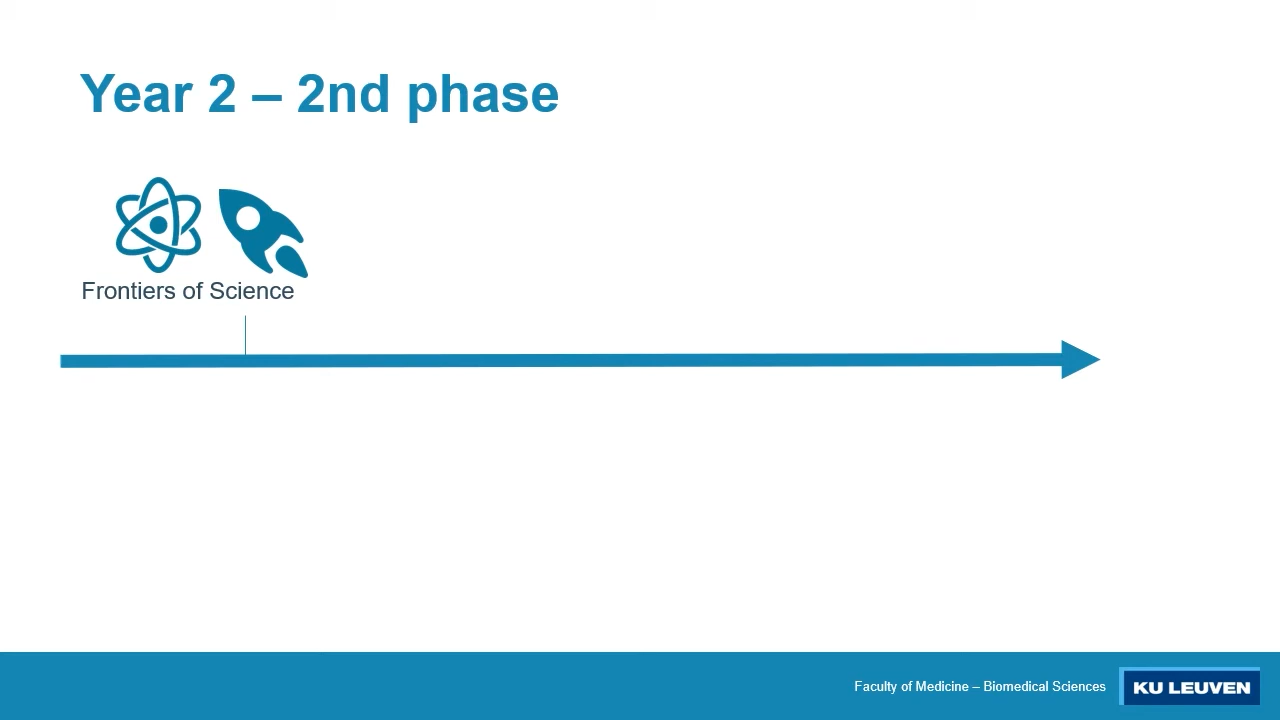 Year 2 – 2nd phase
Frontiers of Science
Faculty of Medicine – Biomedical Sciences
KU LEUVEN